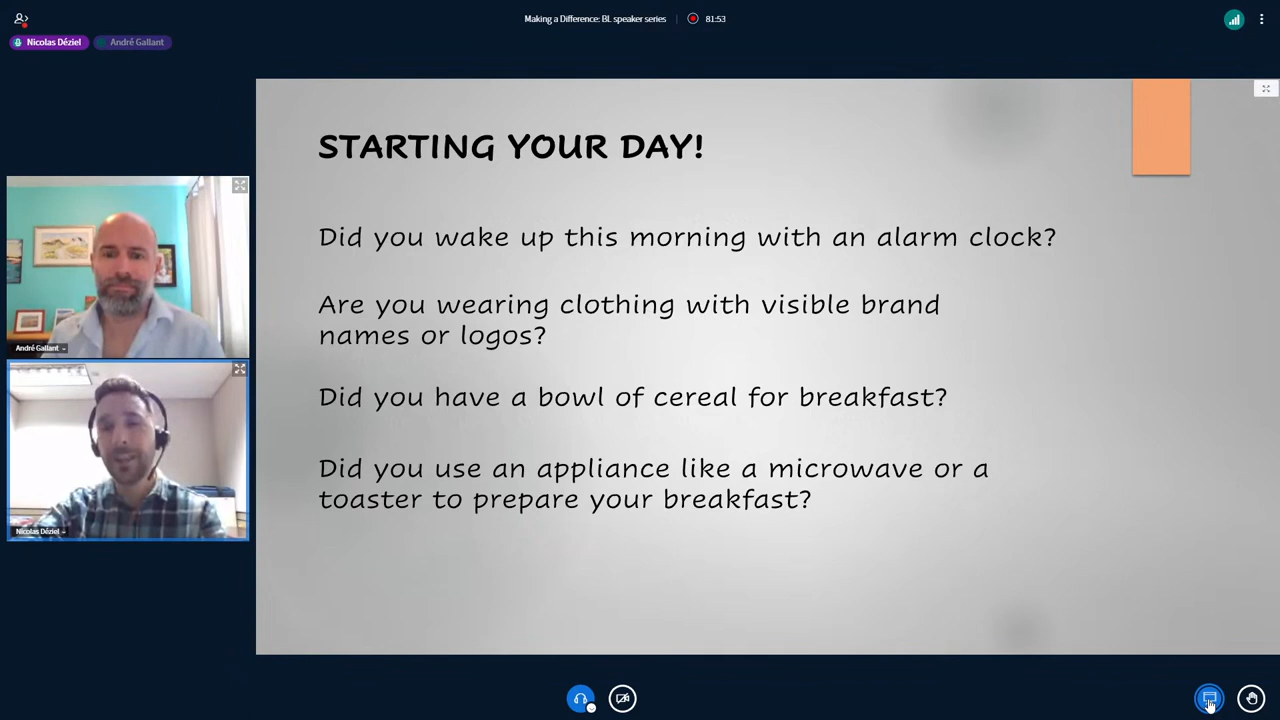 Making a Difference: BL speaker series
81:53
Nicolas Déziel
André Gallant
STARTING YOUR DAY!
Did you wake up this morning with an alarm clock?
Are you wearing clothing with visible brand
names or logos?
Did you have a bowl of cereal for breakfast?
Did you use an appliance like a microwave or a
toaster to prepare your breakfast?
André Gallant
Nicolas Déziel